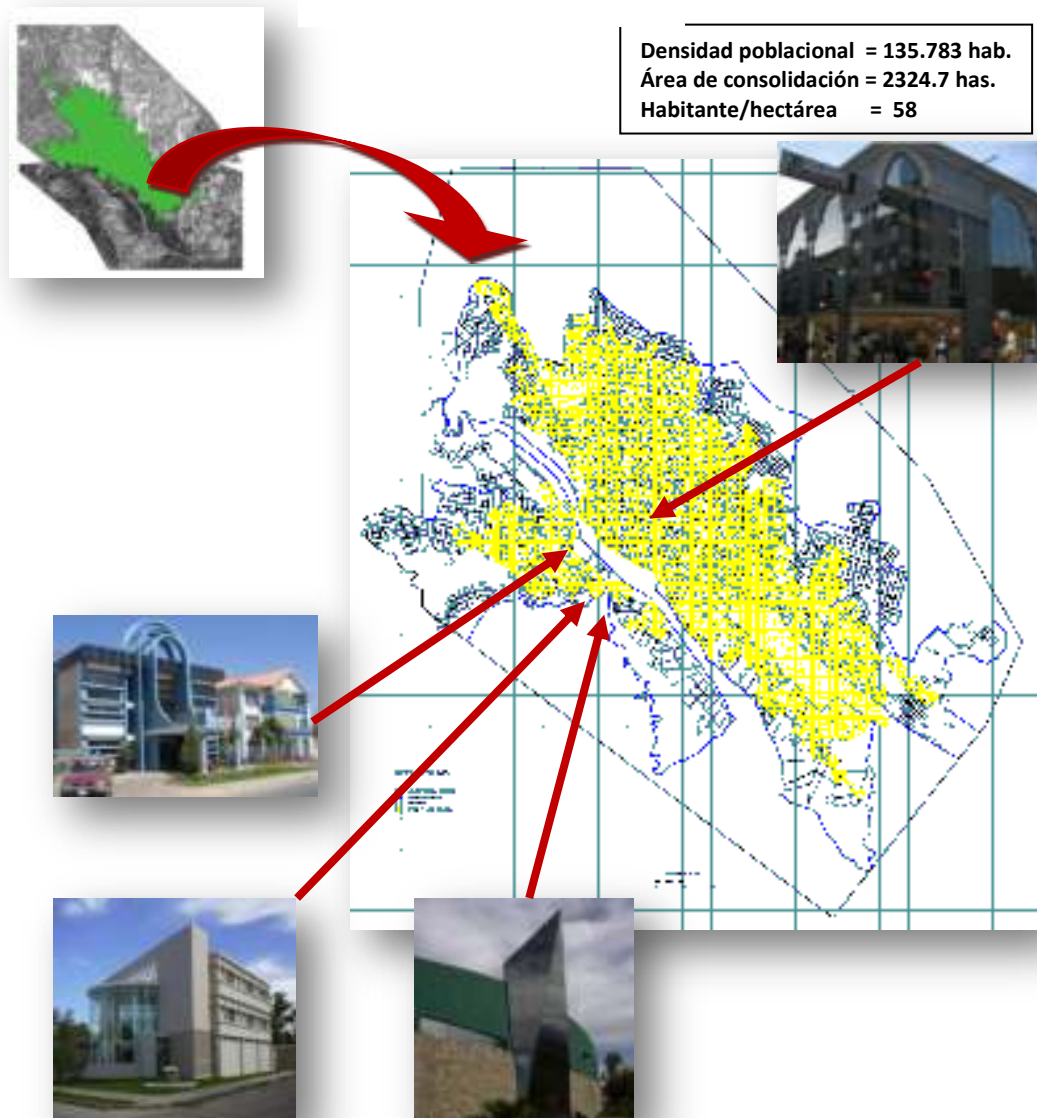 Densidad poblacional = 135.783 hab.
Área de consolidación = 2324.7 has.
Habitante/hectárea = 58